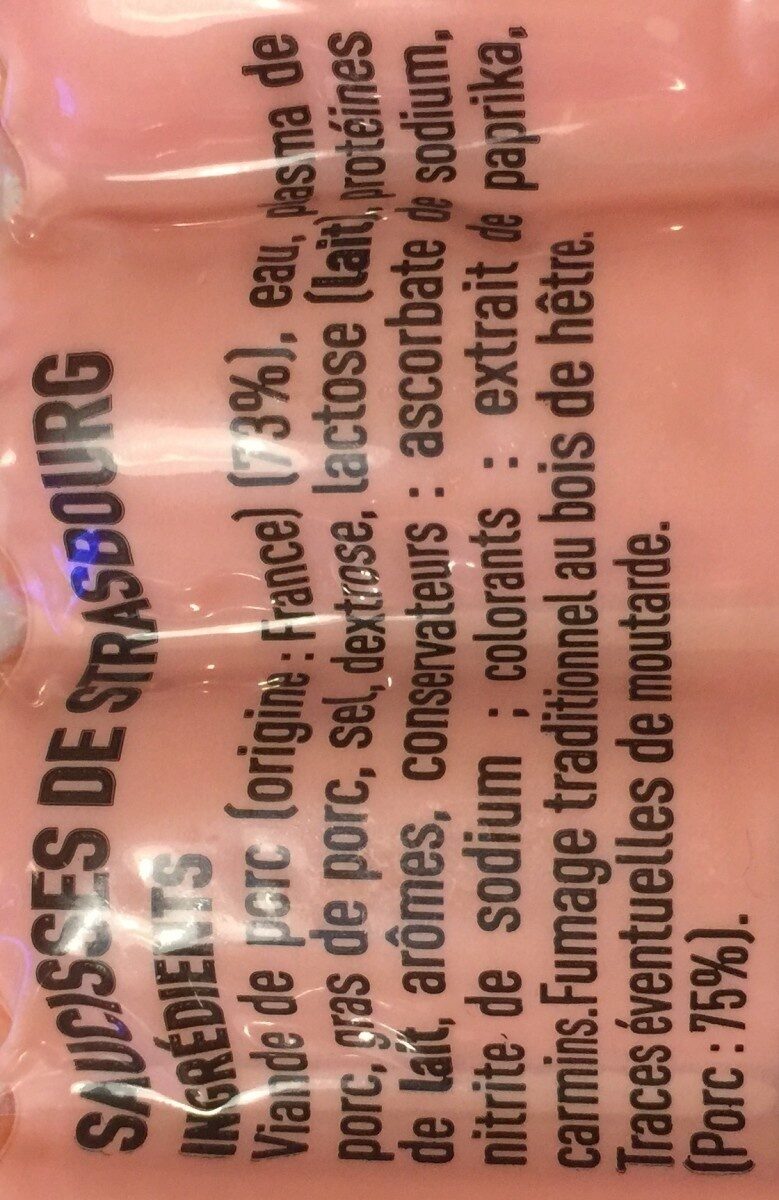 SAUCISSES DE STRASBOURG
INGRÉDIENTS
Viande de porc (origine : France) (73%), eau, plasma de
porc, gras de porc, sel, dextrose, lactose (lait), protéines
de lait, arômes, conservateurs : ascorbate de sodium,
nitrite de sodium ; colorants : extrait de paprika,
carmins.Fumage traditionnel au bois de hêtre.
Traces éventuelles de moutarde.
(Porc : 75%).